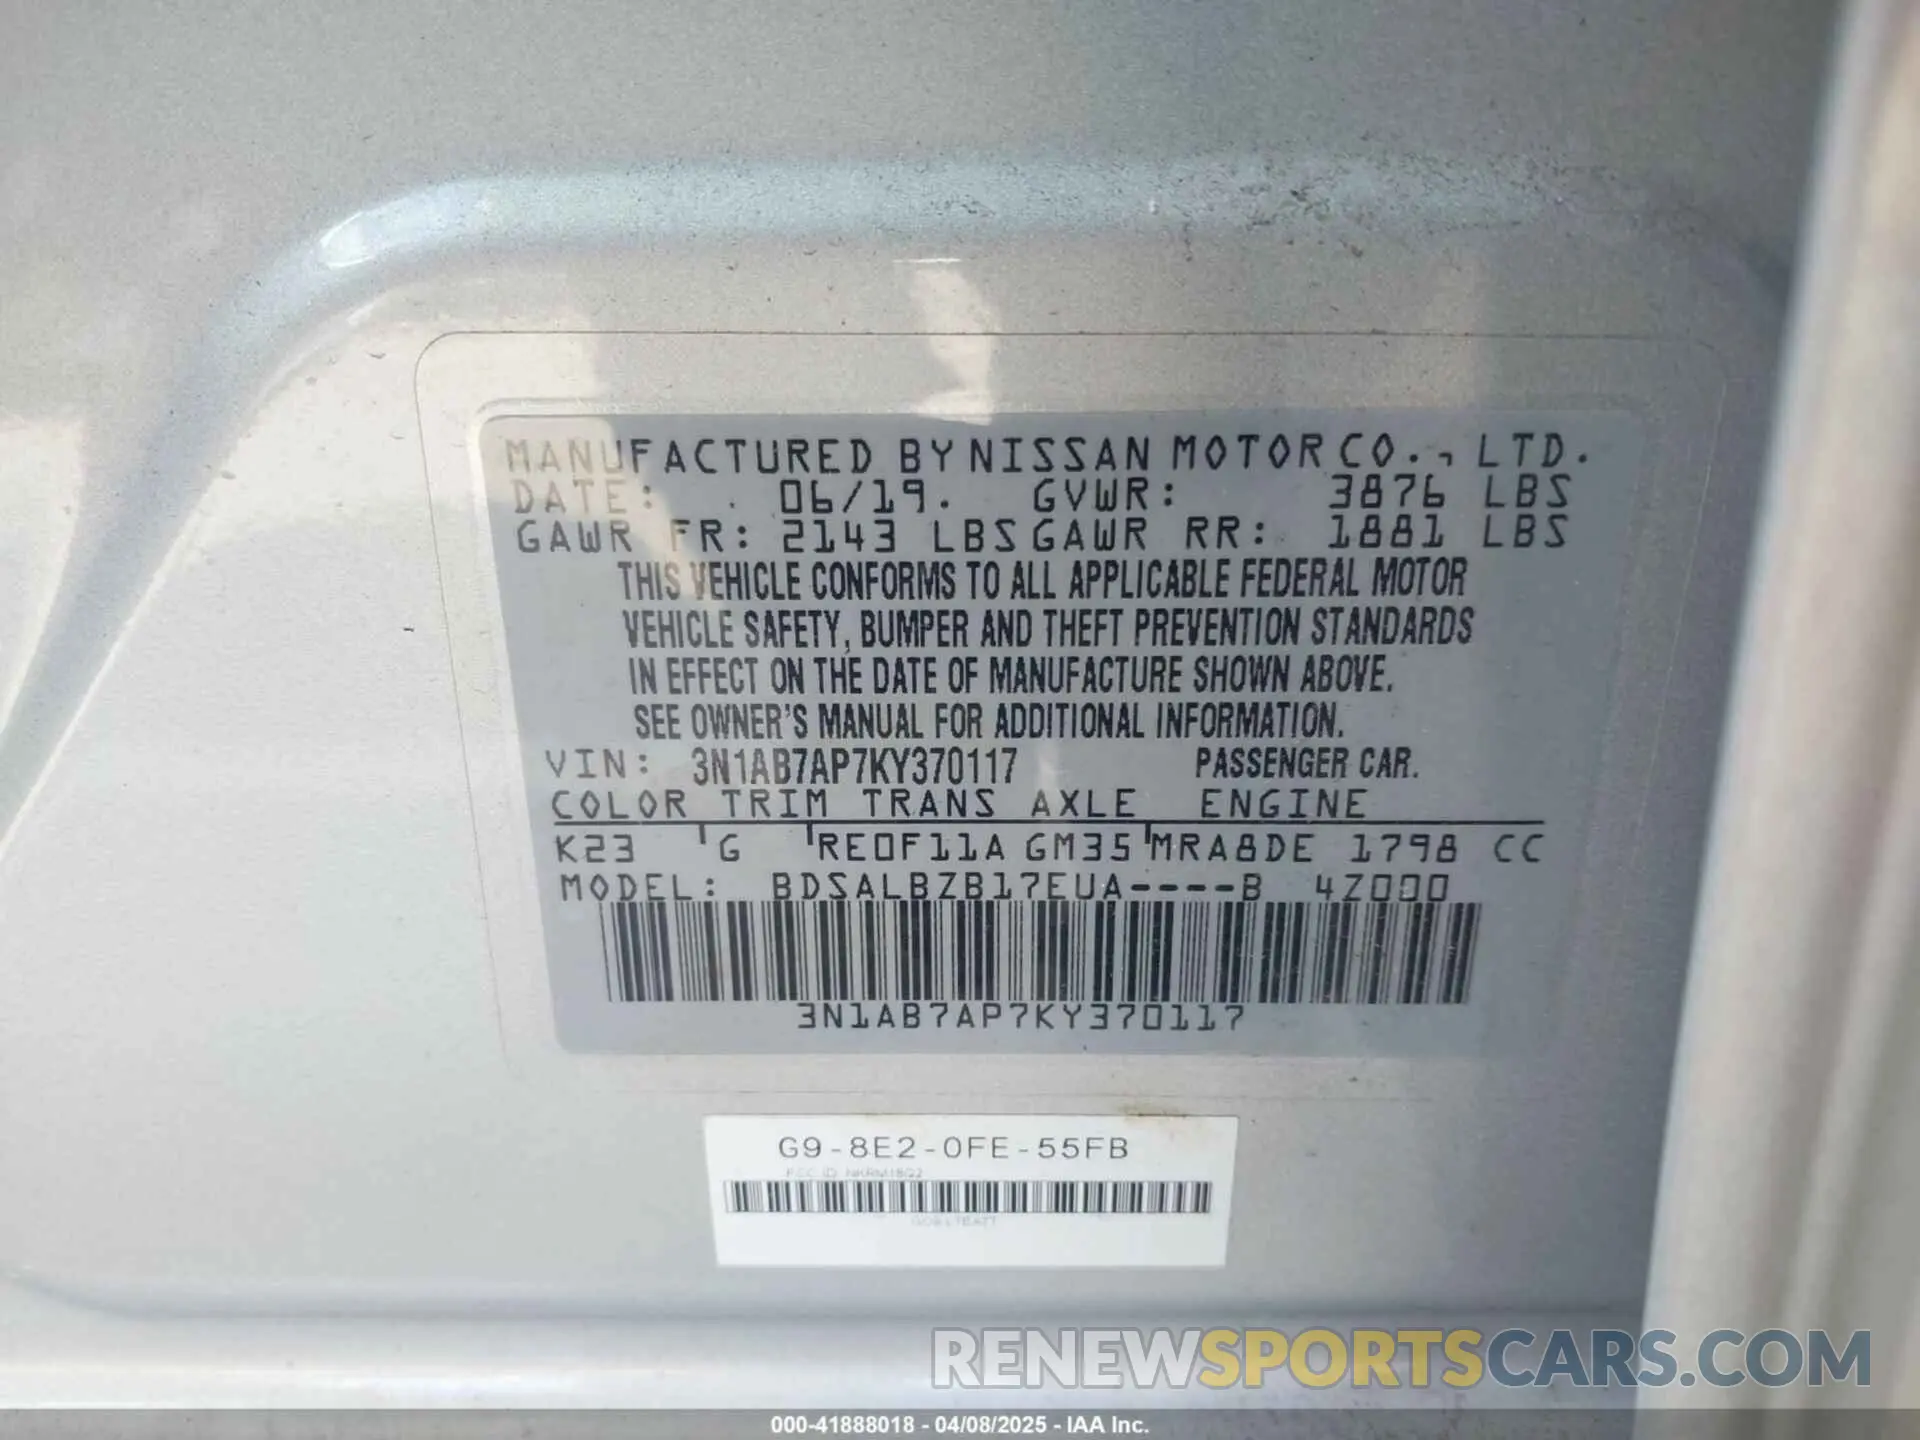 MANUFACTURED BY NISSAN MOTOR CO., LTD.
DATE: 06/19. GVWR: 3876 LBS
GAWR FR: 2143 LBS GAWR RR: 1881 LBS
THIS VEHICLE CONFORMS TO ALL APPLICABLE FEDERAL MOTOR
VEHICLE SAFETY, BUMPER AND THEFT PREVENTION STANDARDS
IN EFFECT ON THE DATE OF MANUFACTURE SHOWN ABOVE.
SEE OWNER'S MANUAL FOR ADDITIONAL INFORMATION.
VIN: 3N1AB7AP7KY370117 PASSENGER CAR.
COLOR TRIM TRANS AXLE ENGINE
K23 G RE0F11A GM35 MRA8DE 1798 CC
MODEL: BDSALBZB17EUA----B 4Z000
3N1AB7AP7KY370117
G9-8E2-0FE-55FB
FCC ID
RENEWSPORTSCARS.COM
000-41888018 - 04/08/2025 - IAA Inc.